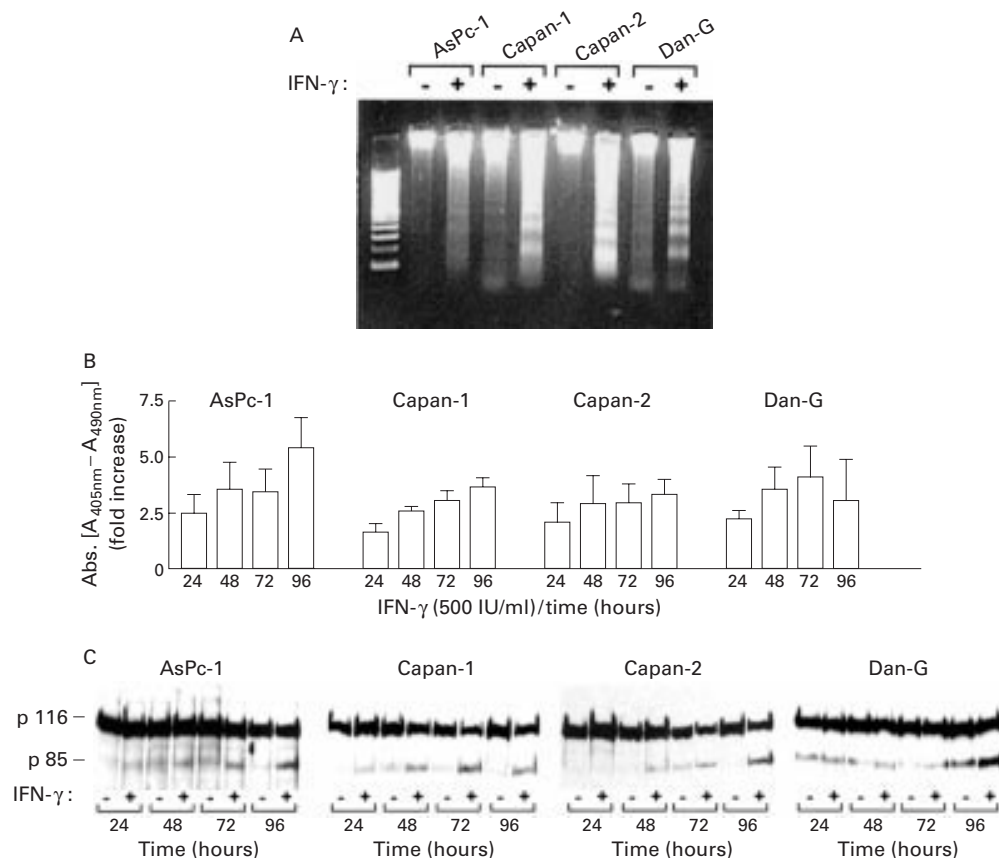 A
AsPc-1 Capan-1 Capan-2 Dan-G
IFN-γ: - + - + - + - +
B
AsPc-1 Capan-1 Capan-2 Dan-G
Abs. [A405nm – A490nm]
(fold increase)
7.5
5.0
2.5
0
24 48 72 96 24 48 72 96 24 48 72 96 24 48 72 96
IFN-γ (500 IU/ml)/time (hours)
C
AsPc-1 Capan-1 Capan-2 Dan-G
p 116 –
p 85 –
IFN-γ: - + - + - + - + - + - + - + - + - + - + - + - + - + - + - + - +
24 48 72 96 24 48 72 96 24 48 72 96 24 48 72 96
Time (hours) Time (hours) Time (hours) Time (hours)